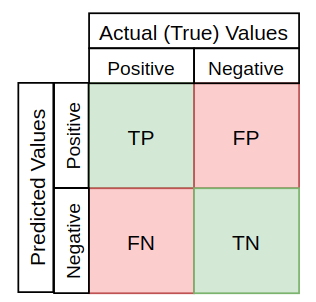 Actual (True) Values
Positive Negative
Predicted Values
Positive
TP FP
Negative
FN TN